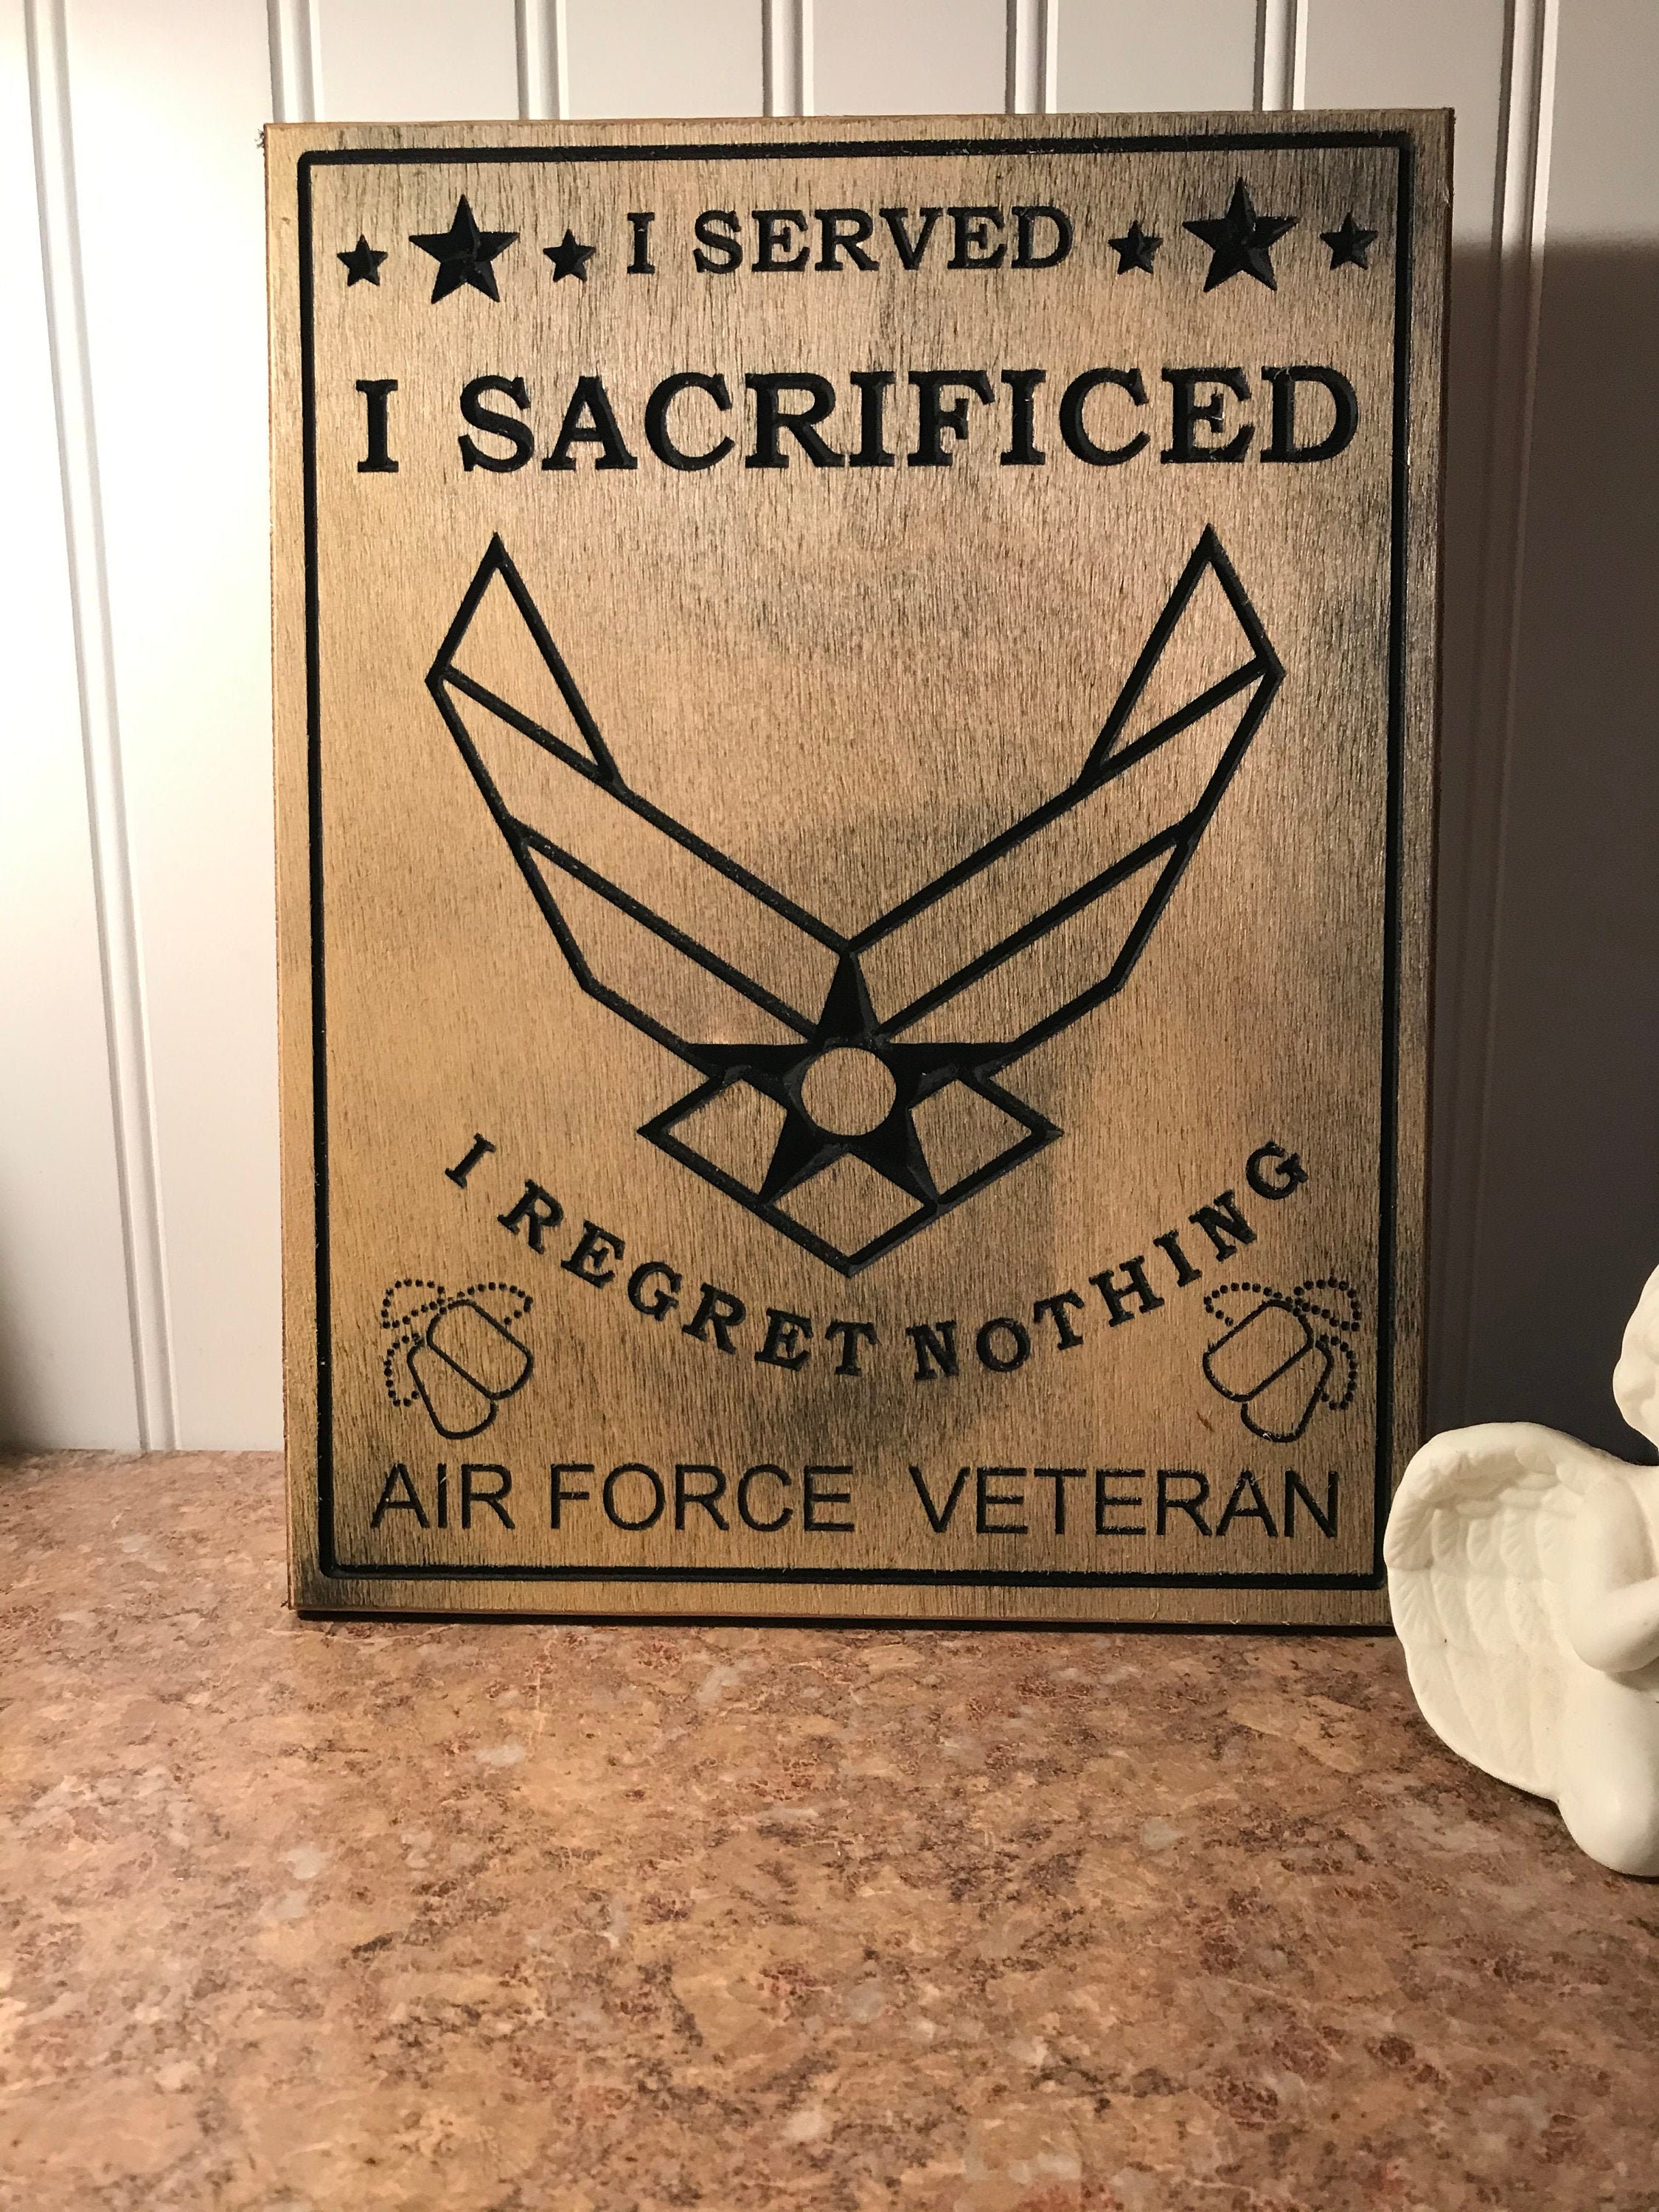 I SERVED
I SACRIFICED
I REGRET NOTHING
AIR FORCE VETERAN